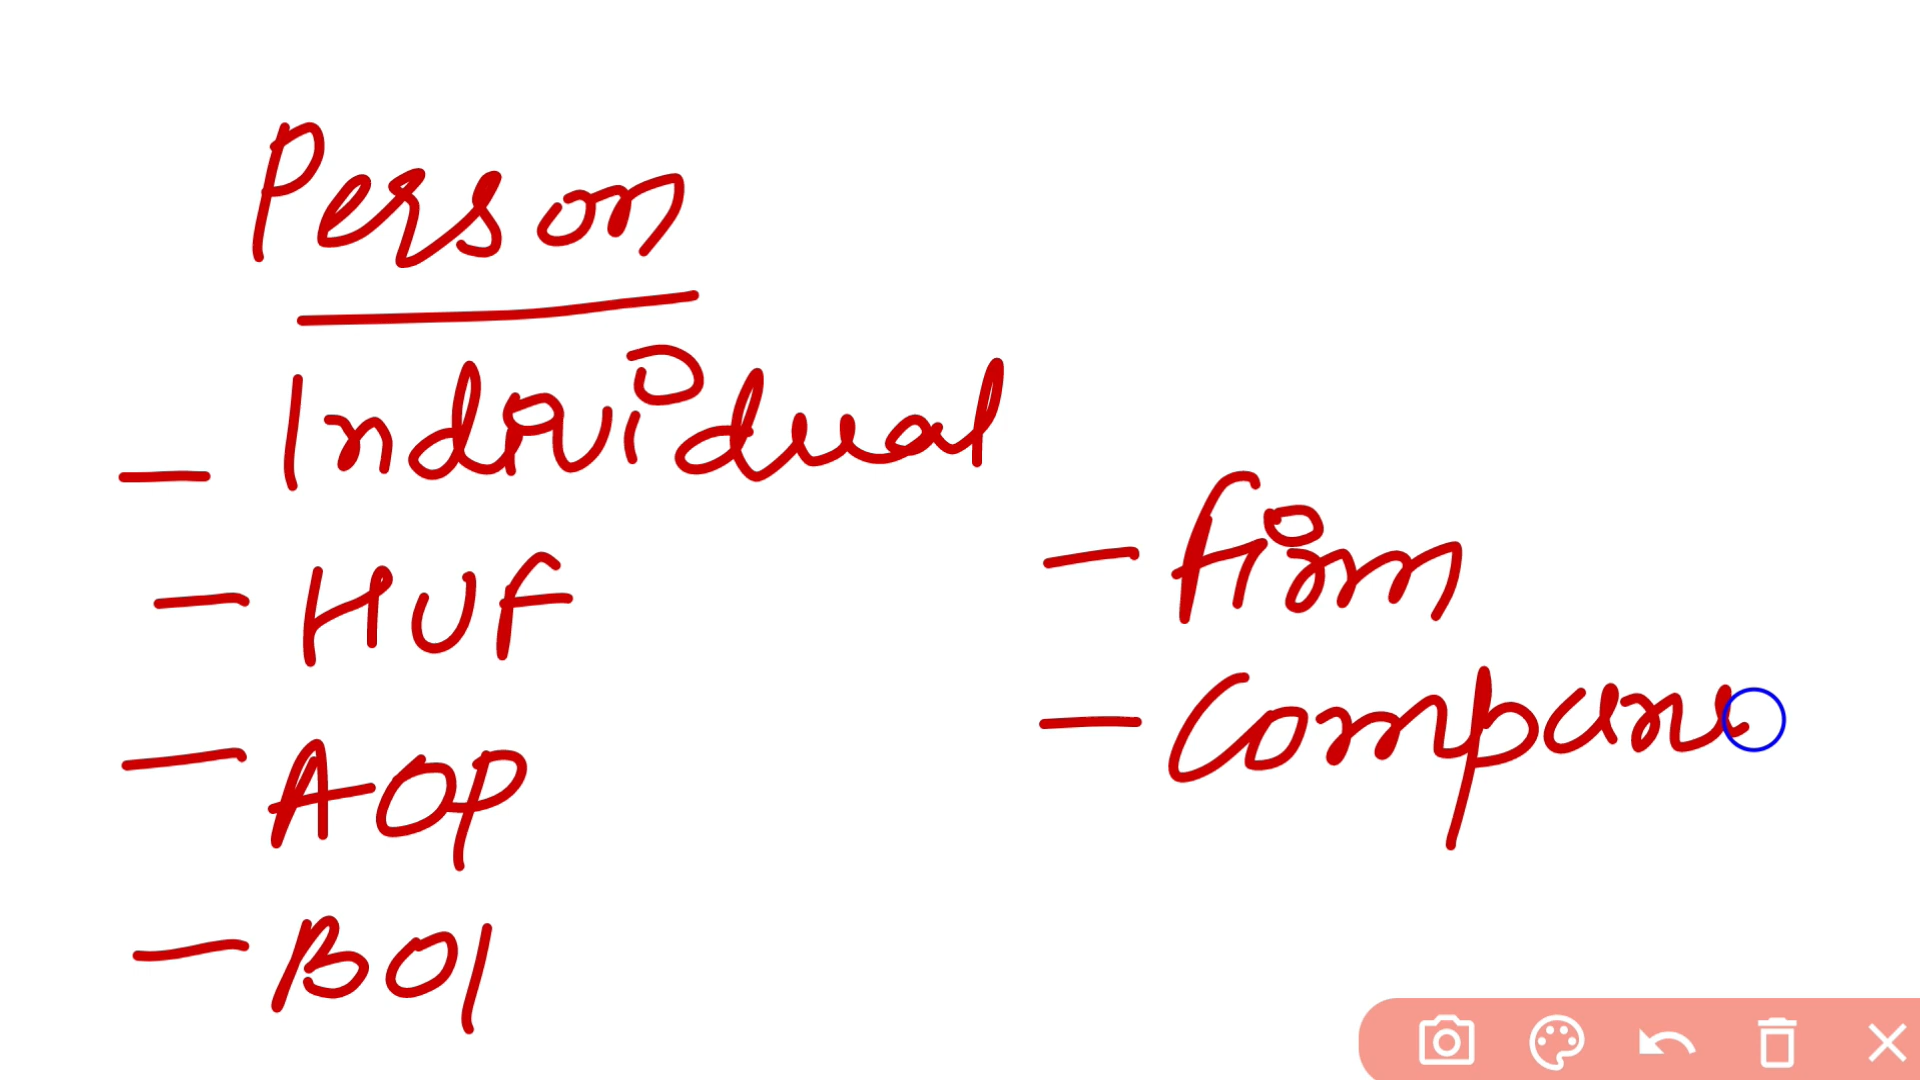 Person
- Individual
- HUF
- AOP
- BOI
- Firm
- Company